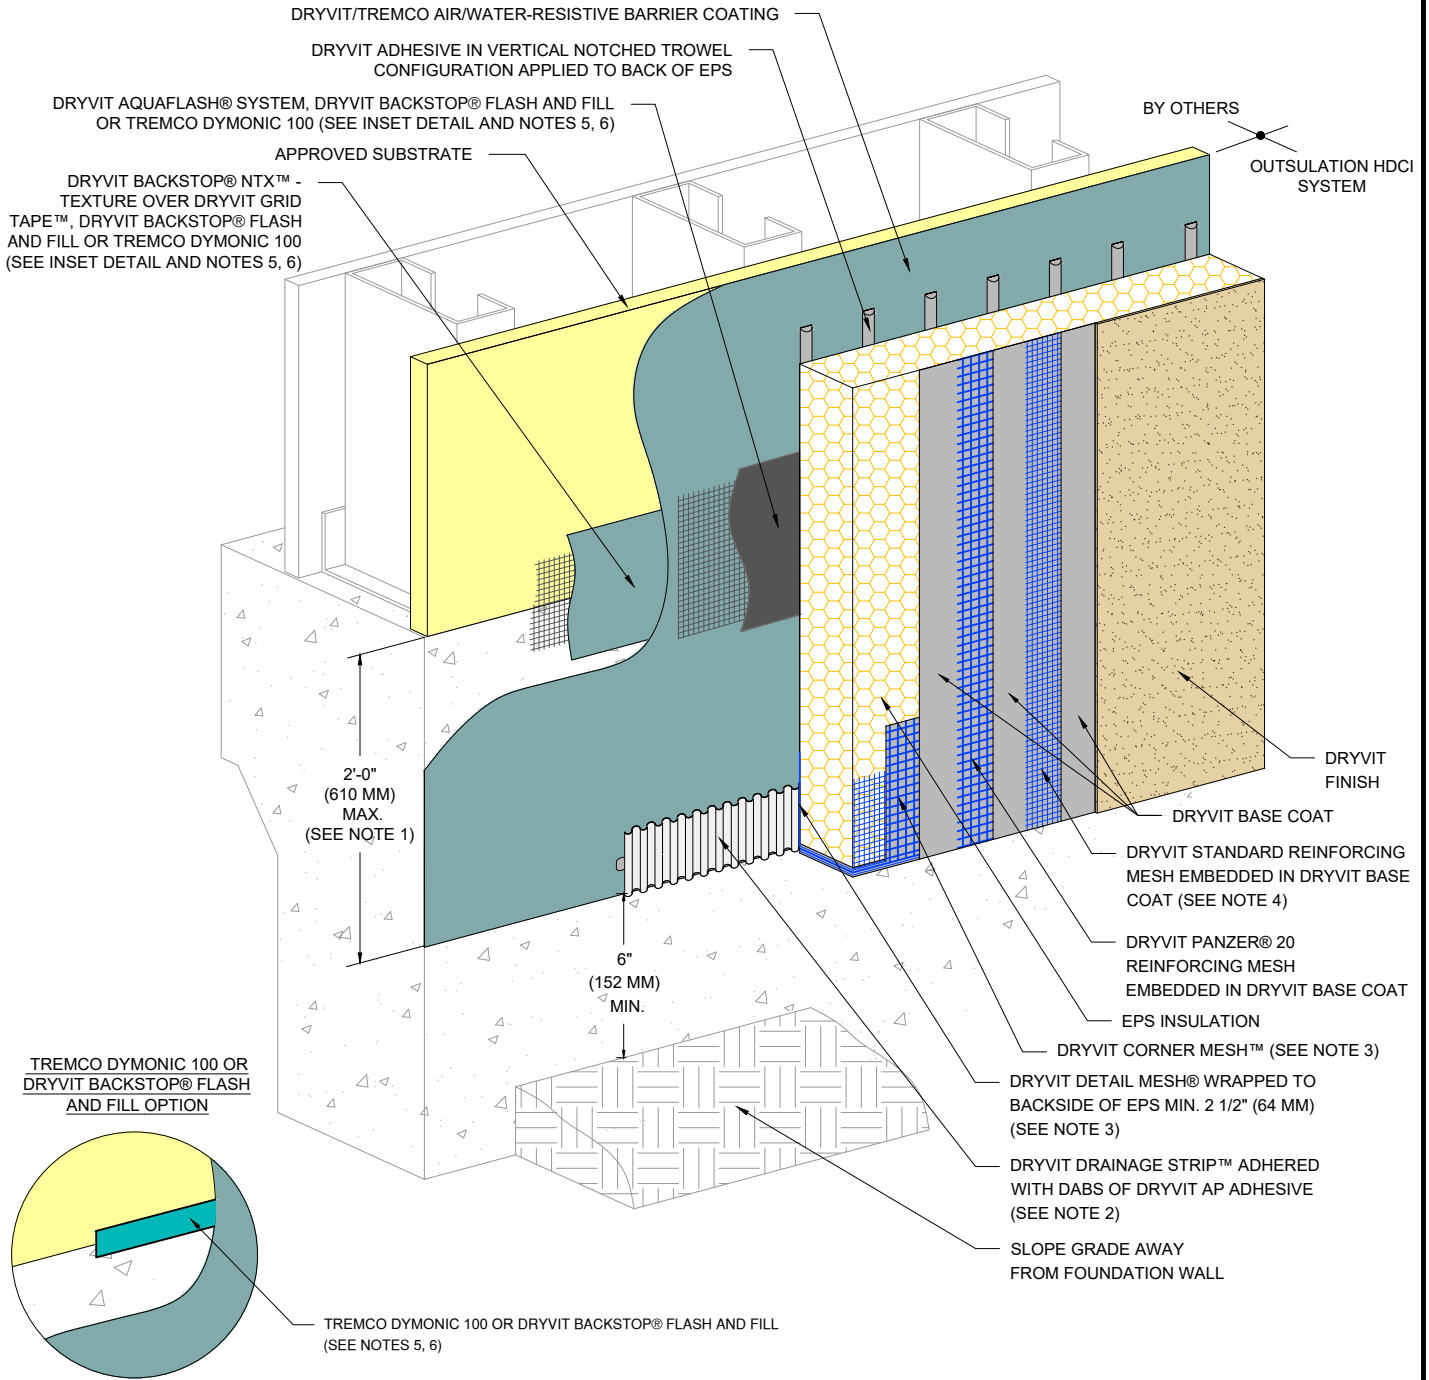 DRYVIT/TREMCO AIR/WATER-RESISTIVE BARRIER COATING
DRYVIT ADHESIVE IN VERTICAL NOTCHED TROWEL
CONFIGURATION APPLIED TO BACK OF EPS
DRYVIT AQUAFLASH® SYSTEM, DRYVIT BACKSTOP® FLASH AND FILL
OR TREMCO DYMONIC 100 (SEE INSET DETAIL AND NOTES 5, 6)
APPROVED SUBSTRATE
DRYVIT BACKSTOP® NTX™ -
TEXTURE OVER DRYVIT GRID
TAPE™, DRYVIT BACKSTOP® FLASH
AND FILL OR TREMCO DYMONIC 100
(SEE INSET DETAIL AND NOTES 5, 6)
BY OTHERS
OUTSULATION HDCI
SYSTEM
2'-0"
(610 MM)
MAX.
(SEE NOTE 1)
6"
(152 MM)
MIN.
DRYVIT
FINISH
DRYVIT BASE COAT
DRYVIT STANDARD REINFORCING
MESH EMBEDDED IN DRYVIT BASE
COAT (SEE NOTE 4)
DRYVIT PANZER® 20
REINFORCING MESH
EMBEDDED IN DRYVIT BASE COAT
EPS INSULATION
DRYVIT CORNER MESH™ (SEE NOTE 3)
DRYVIT DETAIL MESH® WRAPPED TO
BACKSIDE OF EPS MIN. 2 1/2" (64 MM)
(SEE NOTE 3)
DRYVIT DRAINAGE STRIP™ ADHERED
WITH DABS OF DRYVIT AP ADHESIVE
(SEE NOTE 2)
SLOPE GRADE AWAY
FROM FOUNDATION WALL
TREMCO DYMONIC 100 OR
DRYVIT BACKSTOP® FLASH
AND FILL OPTION
TREMCO DYMONIC 100 OR DRYVIT BACKSTOP® FLASH AND FILL
(SEE NOTES 5, 6)